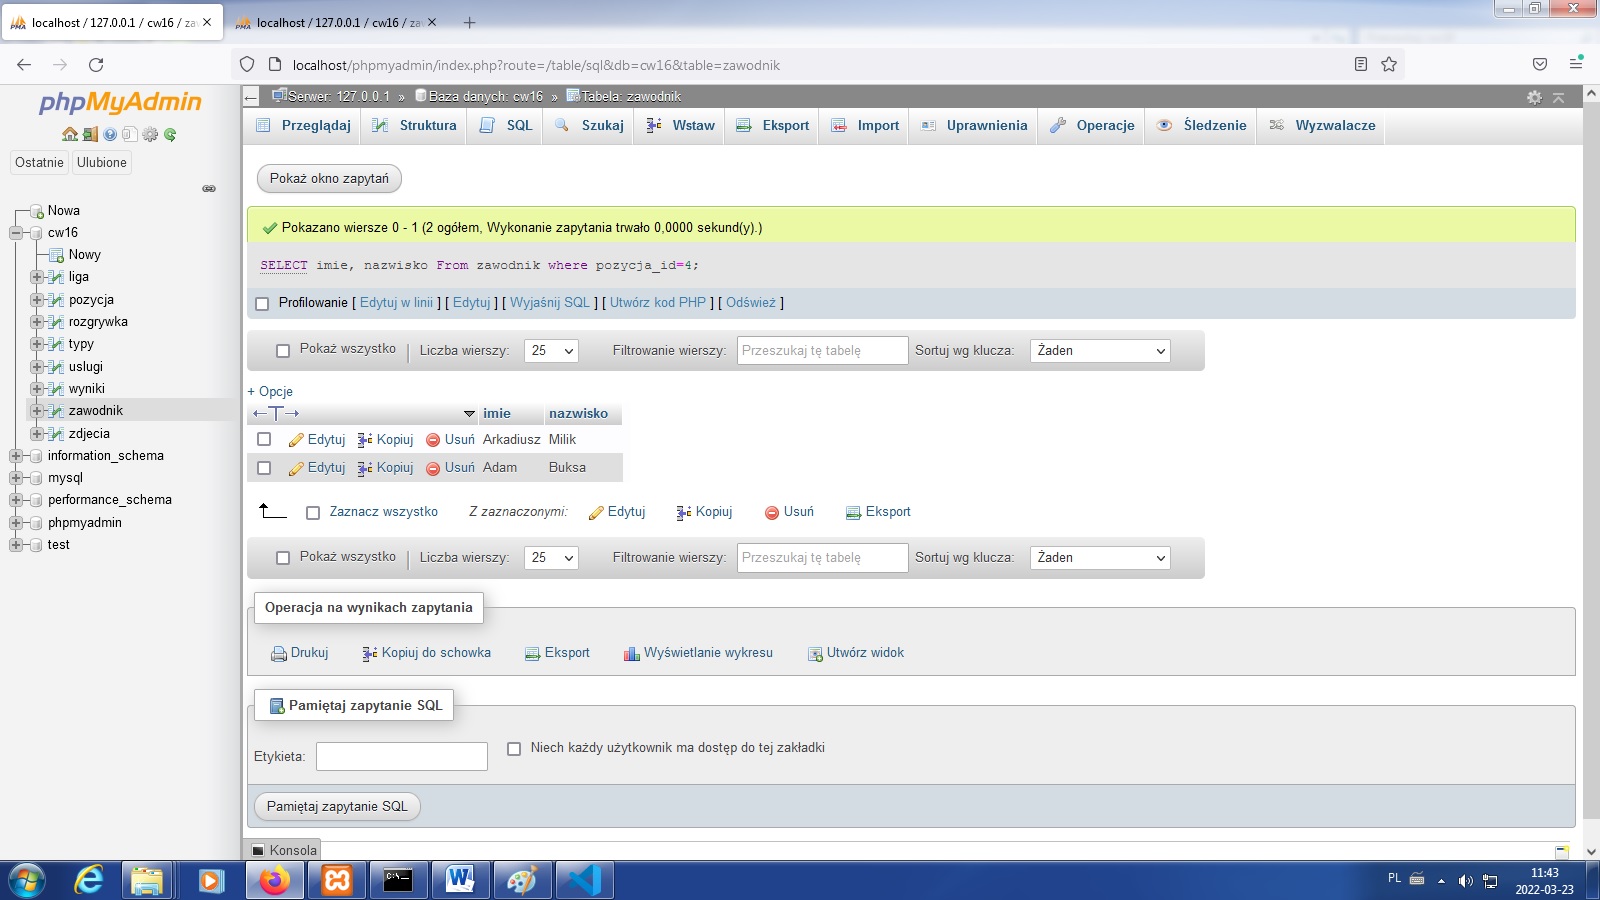 localhost / 127.0.0.1 / cw16 / za
localhost / 127.0.0.1 / cw16 / za
localhost/phpmyadmin/index.php?route=/table/sql&db=cw16&table=zawodnik
phpMyAdmin
Ostatnie Ulubione
Nowa
cw16
Nowy
liga
pozycja
rozgrywka
typy
uslugi
wyniki
zawodnik
zdjecia
information_schema
mysql
performance_schema
phpmyadmin
test
Serwer: 127.0.0.1 » Baza danych: cw16 » Tabela: zawodnik
Przeglądaj Struktura SQL Szukaj Wstaw Eksport Import Uprawnienia Operacje Śledzenie Wyzwalacze
Pokaż okno zapytań
Pokazano wiersze 0 - 1 (2 ogółem, Wykonanie zapytania trwało 0,0000 sekund(y).)
SELECT imie, nazwisko From zawodnik where pozycja_id=4;
Profilowanie [ Edytuj w linii ] [ Edytuj ] [ Wyjaśnij SQL ] [ Utwórz kod PHP ] [ Odśwież ]
Pokaż wszystko | Liczba wierszy: 25 Filtrowanie wierszy: Przeszukaj tę tabelę Sortuj wg klucza: Żaden
+ Opcje
←T→ imie nazwisko
Edytuj Kopiuj Usuń Arkadiusz Milik
Edytuj Kopiuj Usuń Adam Buksa
Zaznacz wszystko Z zaznaczonymi: Edytuj Kopiuj Usuń Eksport
Pokaż wszystko | Liczba wierszy: 25 Filtrowanie wierszy: Przeszukaj tę tabelę Sortuj wg klucza: Żaden
Operacja na wynikach zapytania
Drukuj Kopiuj do schowka Eksport Wyświetlanie wykresu Utwórz widok
Pamiętaj zapytanie SQL
Etykieta: Niech każdy użytkownik ma dostęp do tej zakładki
Pamiętaj zapytanie SQL
Konsola
PL
11:43
2022-03-23